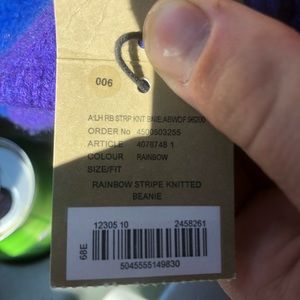 006
A:LH RB STRP KNT BNIE:ABWDF 96200
ORDER No 4500503255
ARTICLE 4078748 1
COLOUR RAINBOW
SIZE/FIT
RAINBOW STRIPE KNITTED
BEANIE
12305 10 2458261
68E
5045555149830